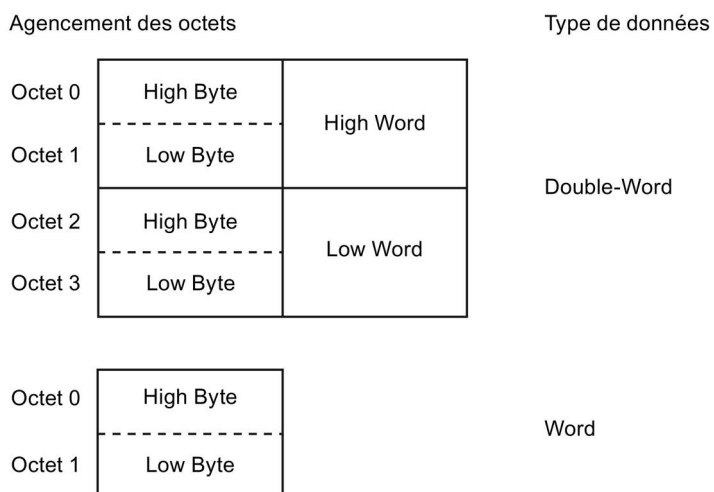 Agencement des octets Type de données
Octet 0 High Byte
High Word
Octet 1 Low Byte
Double-Word
Octet 2 High Byte
Low Word
Octet 3 Low Byte
Octet 0 High Byte
Word
Octet 1 Low Byte